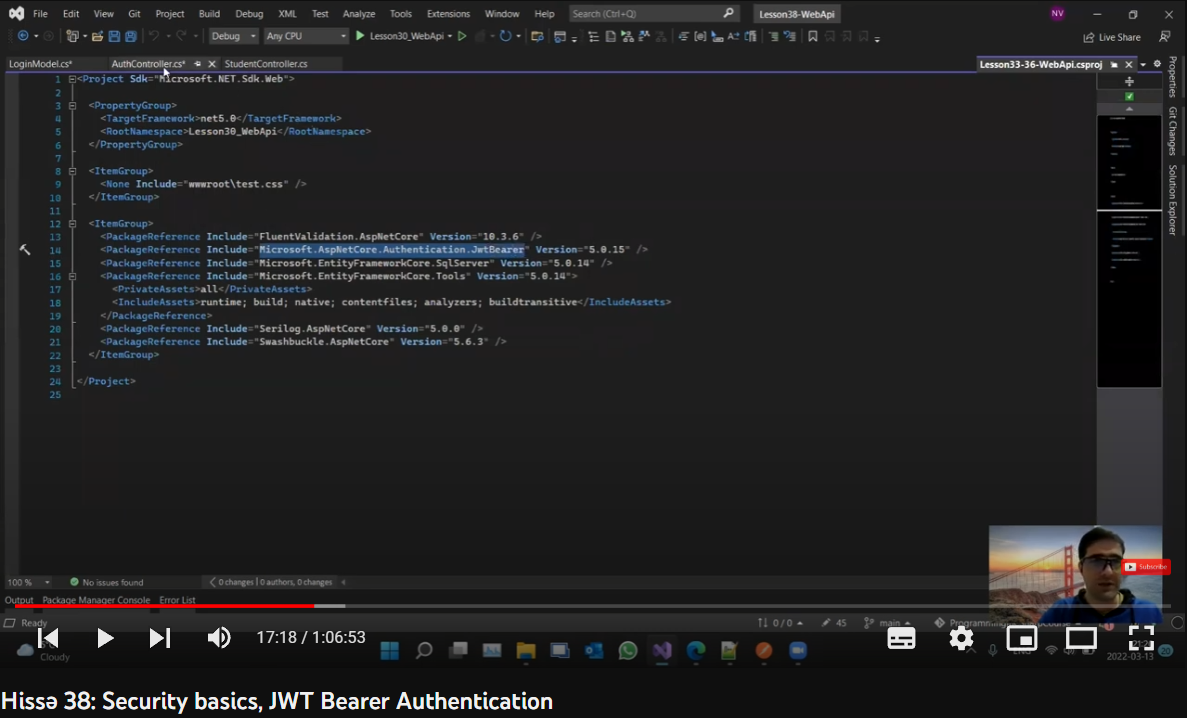 File Edit View Git Project Build Debug XML Test Analyze Tools Extensions Window Help Search (Ctrl+Q) Lesson38-WebApi NV
Debug Any CPU Lesson30_WebApi Live Share
LoginModel.cs* AuthController.cs* StudentController.cs Lesson33-36-WebApi.csproj
1 <Project Sdk="Microsoft.NET.Sdk.Web">
2
3 <PropertyGroup>
4 <TargetFramework>net5.0</TargetFramework>
5 <RootNamespace>Lesson30_WebApi</RootNamespace>
6 </PropertyGroup>
7
8 <ItemGroup>
9 <None Include="wwwroot\test.css" />
10 </ItemGroup>
11
12 <ItemGroup>
13 <PackageReference Include="FluentValidation.AspNetCore" Version="10.3.6" />
14 <PackageReference Include="Microsoft.AspNetCore.Authentication.JwtBearer" Version="5.0.15" />
15 <PackageReference Include="Microsoft.EntityFrameworkCore.SqlServer" Version="5.0.14" />
16 <PackageReference Include="Microsoft.EntityFrameworkCore.Tools" Version="5.0.14">
17 <PrivateAssets>all</PrivateAssets>
18 <IncludeAssets>runtime; build; native; contentfiles; analyzers; buildtransitive</IncludeAssets>
19 </PackageReference>
20 <PackageReference Include="Serilog.AspNetCore" Version="5.0.0" />
21 <PackageReference Include="Swashbuckle.AspNetCore" Version="5.6.3" />
22 </ItemGroup>
23
24 </Project>
25
Properties
Git Changes
Solution Explorer
Subscribe
100 % No issues found 0 changes | 0 authors, 0 changes
Output Package Manager Console Error List
Ready 0 / 0 45 main
17:18 / 1:06:53
Cloudy
2022-03-13
Hissə 38: Security basics, JWT Bearer Authentication